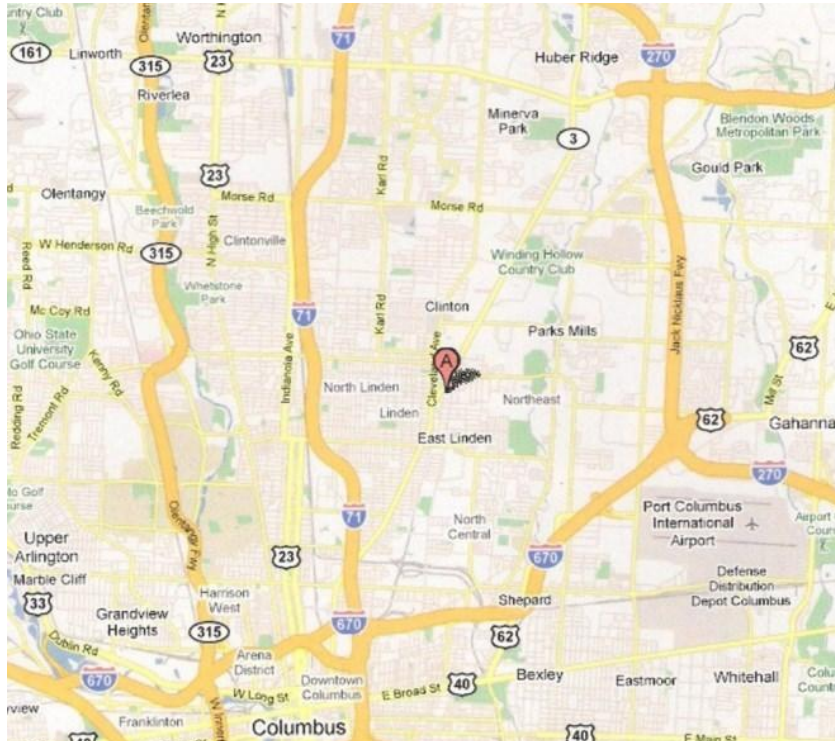 untry Club
Olentan
N H
71
161
Linworth
315
Worthington
23
Huber Ridge
270
Riverlea
Minerva
Park
3
Blendon Woods
Metropolitan Park
Gould Park
23
Karl Rd
Olentangy
Morse Rd
Morse Rd
Beechwold
Park
N High St
Clintonville
W Henderson Rd
315
Reed Rd
Winding Hollow
Country Club
Jack Nicklaus Fwy
Whetstone
Park
Mc Coy Rd
71
Karl Rd
Clinton
Parks Mills
62
Ohio State
University
Golf Course
Kenny Rd
Indianola Ave
Cleveland Ave
A
Mill St
Redding Rd
Tremont Rd
North Linden
Linden
Northeast
62
Gahanna
East Linden
270
Olentangy Fwy
71
North
Central
Port Columbus
International
Airport
Airport
Upper
Arlington
23
670
Marble Cliff
33
Defense
Distribution
Depot Columbus
Harrison
West
Shepard
Grandview
Heights
315
670
62
Dublin Rd
Arena
District
670
Downtown
Columbus
W Long St
E Broad St
40
Bexley
Eastmoor
Whitehall
Franklinton
Columbus
40
E Main St